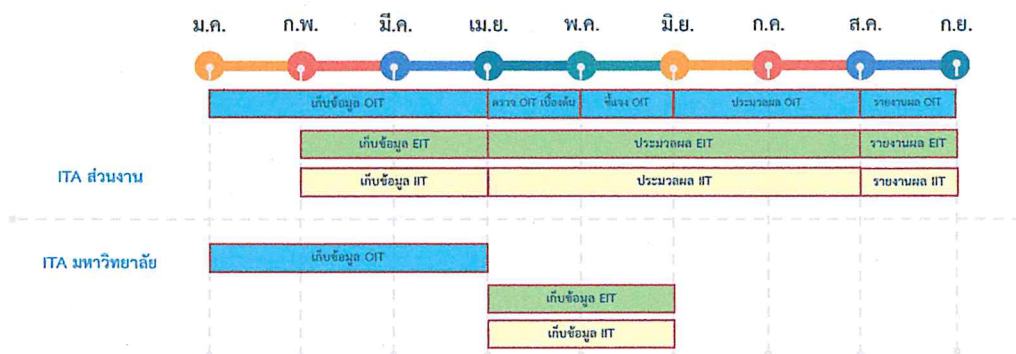 ม.ค. ก.พ. มี.ค. เม.ย. พ.ค. มิ.ย. ก.ค. ส.ค. ก.ย.
เก็บข้อมูล OIT ตรวจ OIT เบื้องต้น ชี้แจง OIT ประมวลผล OIT รายงานผล OIT
เก็บข้อมูล EIT ประมวลผล EIT รายงานผล EIT
ITA ส่วนงาน
เก็บข้อมูล IIT ประมวลผล IIT รายงานผล IIT
ITA มหาวิทยาลัย
เก็บข้อมูล OIT
เก็บข้อมูล EIT
เก็บข้อมูล IIT